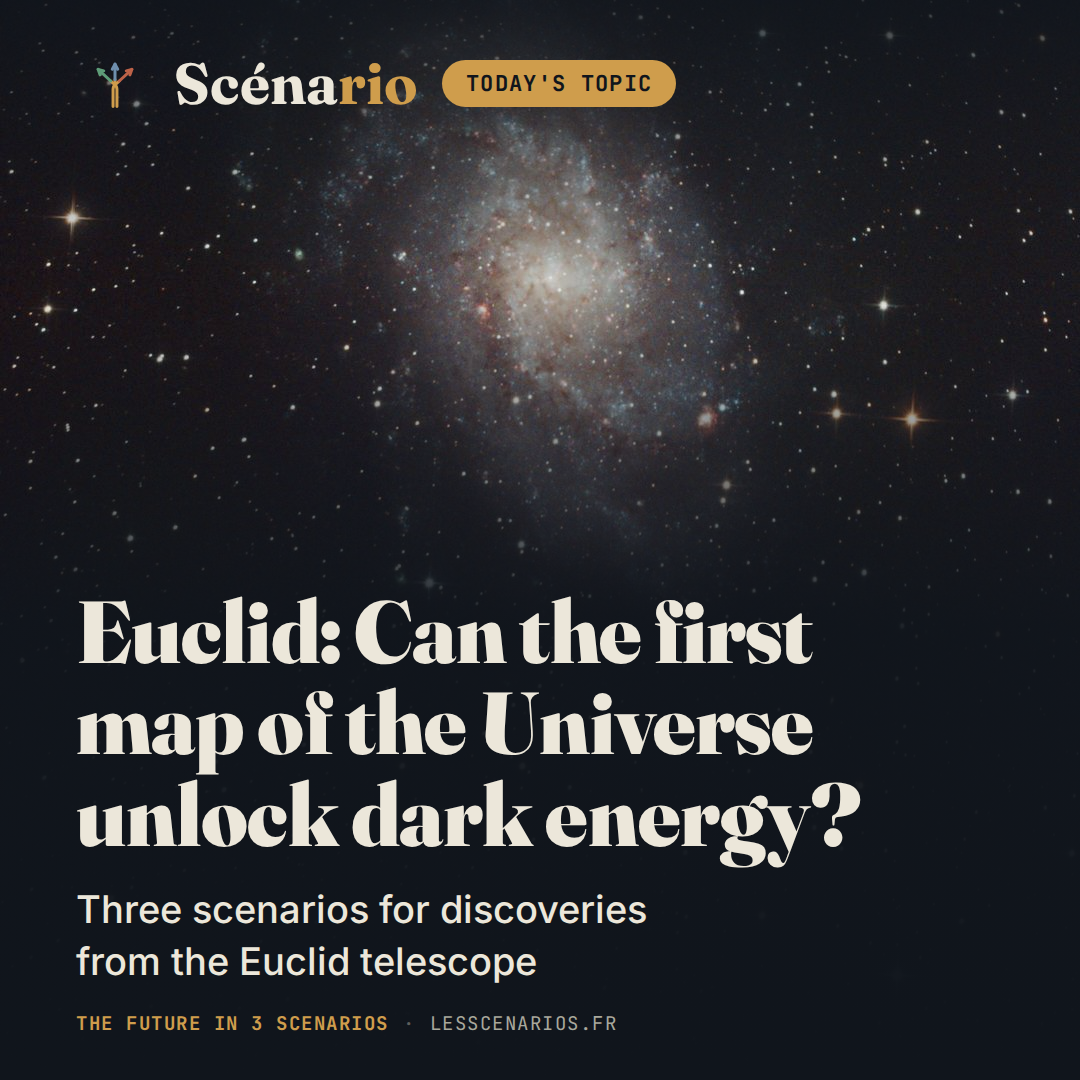 Scénario
TODAY'S TOPIC
Euclid: Can the first
map of the Universe
unlock dark energy?
Three scenarios for discoveries
from the Euclid telescope
THE FUTURE IN 3 SCENARIOS · LESSCENARIOS.FR